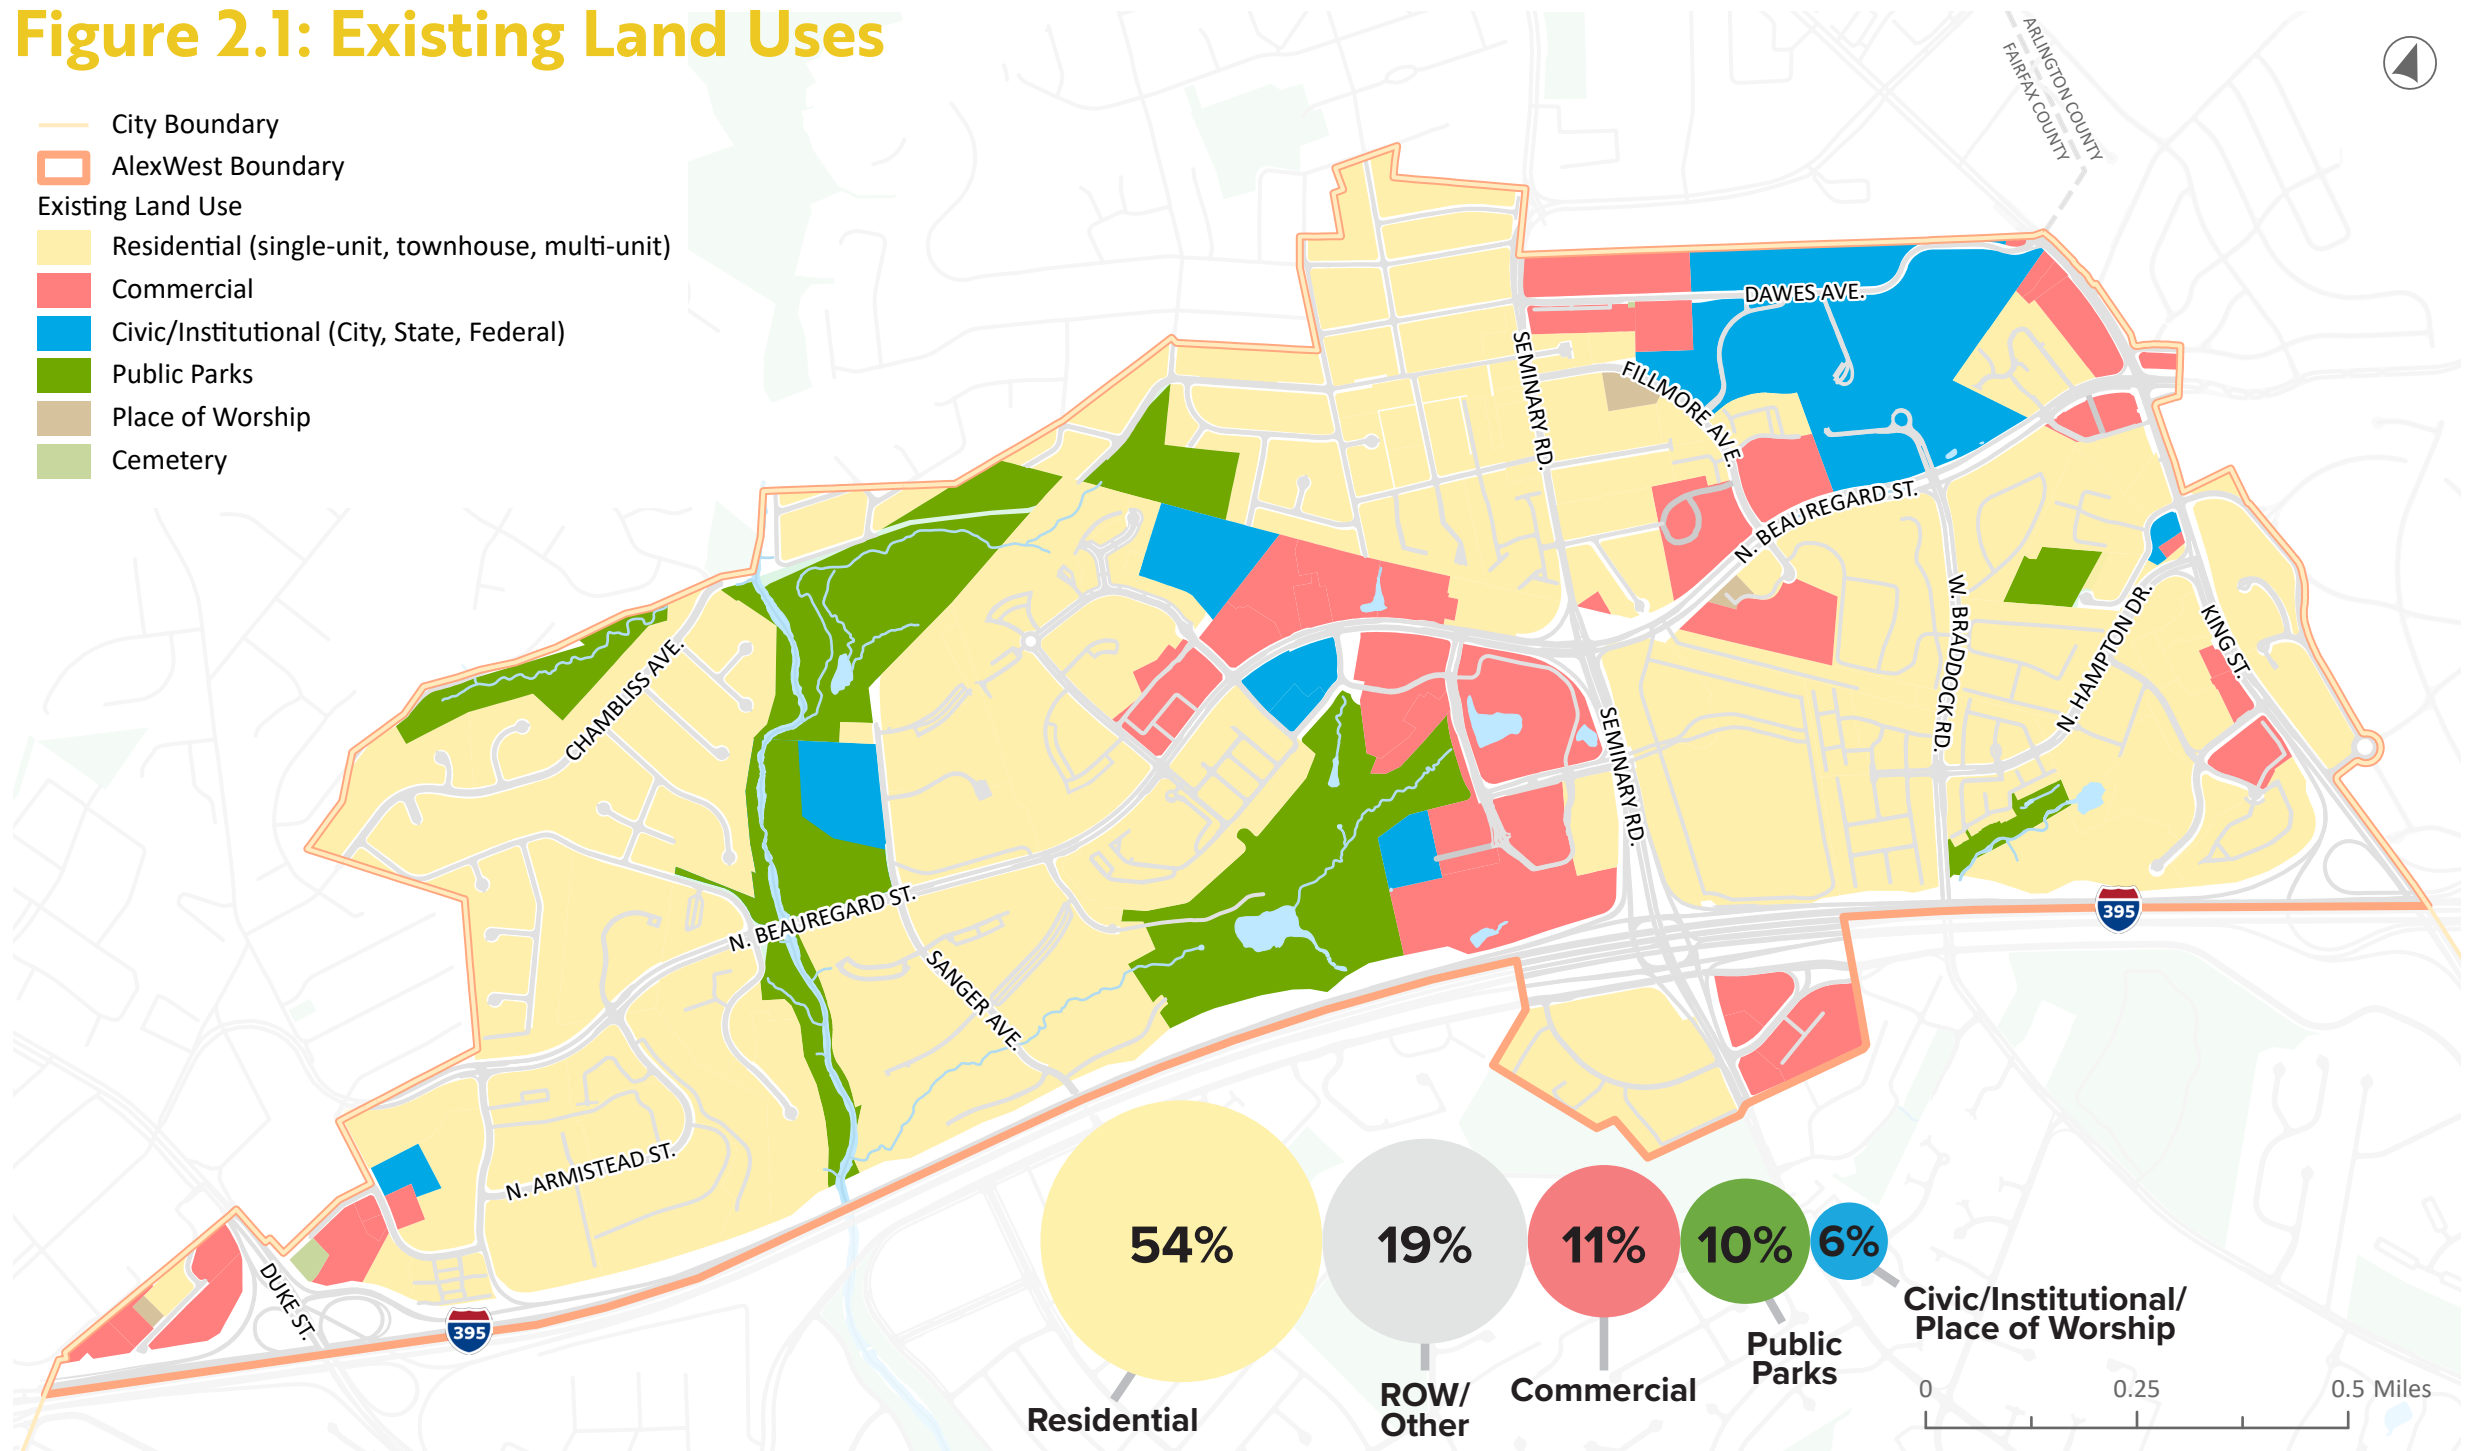 Figure 2.1: Existing Land Uses
City Boundary
AlexWest Boundary
Existing Land Use
Residential (single-unit, townhouse, multi-unit)
Commercial
Civic/Institutional (City, State, Federal)
Public Parks
Place of Worship
Cemetery
ARLINGTON COUNTY
FAIRFAX COUNTY
DAWES AVE.
SEMINARY RD.
FILLMORE AVE.
N. BEAUREGARD ST.
W. BRADDOCK RD.
N. HAMPTON DR.
KING ST.
CHAMBLISS AVE.
SEMINARY RD.
N. BEAUREGARD ST.
SANGER AVE.
395
N. ARMISTEAD ST.
DUKE ST.
395
54%
19%
11%
10%
6%
Residential
ROW/
Other
Commercial
Public
Parks
Civic/Institutional/
Place of Worship
0 0.25 0.5 Miles